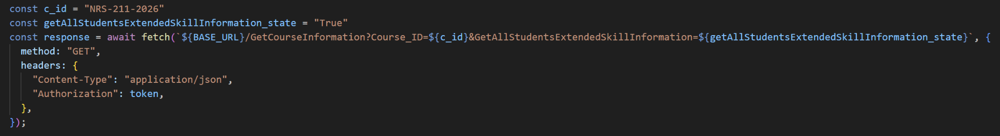 const c_id = "NRS-211-2026"
const getAllStudentsExtendedSkillInformation_state = "True"
const response = await fetch(`${BASE_URL}/GetCourseInformation?Course_ID=${c_id}&GetAllStudentsExtendedSkillInformation=${getAllStudentsExtendedSkillInformation_state}`, {
  method: "GET",
  headers: {
    "Content-Type": "application/json",
    "Authorization": token,
  },
});